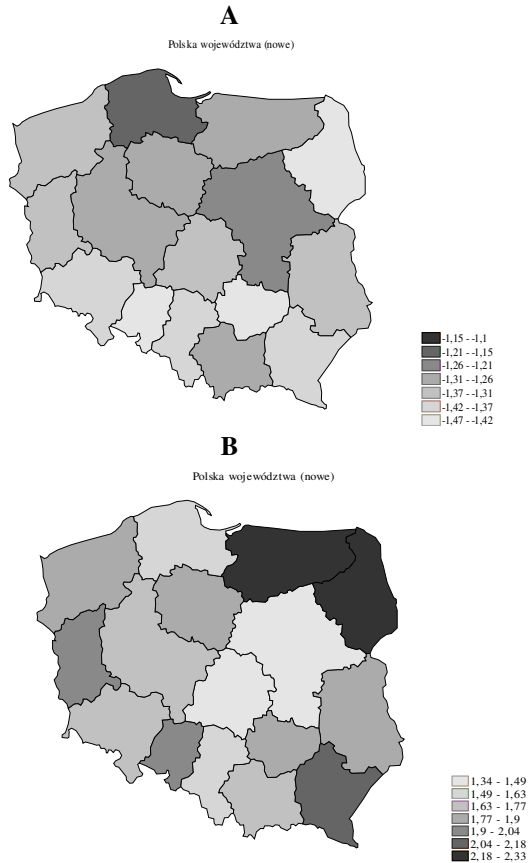 A
Polska województwa (nowe)
-1,15 - -1,1
-1,21 - -1,15
-1,26 - -1,21
-1,31 - -1,26
-1,37 - -1,31
-1,42 - -1,37
-1,47 - -1,42
B
Polska województwa (nowe)
1,34 - 1,49
1,49 - 1,63
1,63 - 1,77
1,77 - 1,9
1,9 - 2,04
2,04 - 2,18
2,18 - 2,33